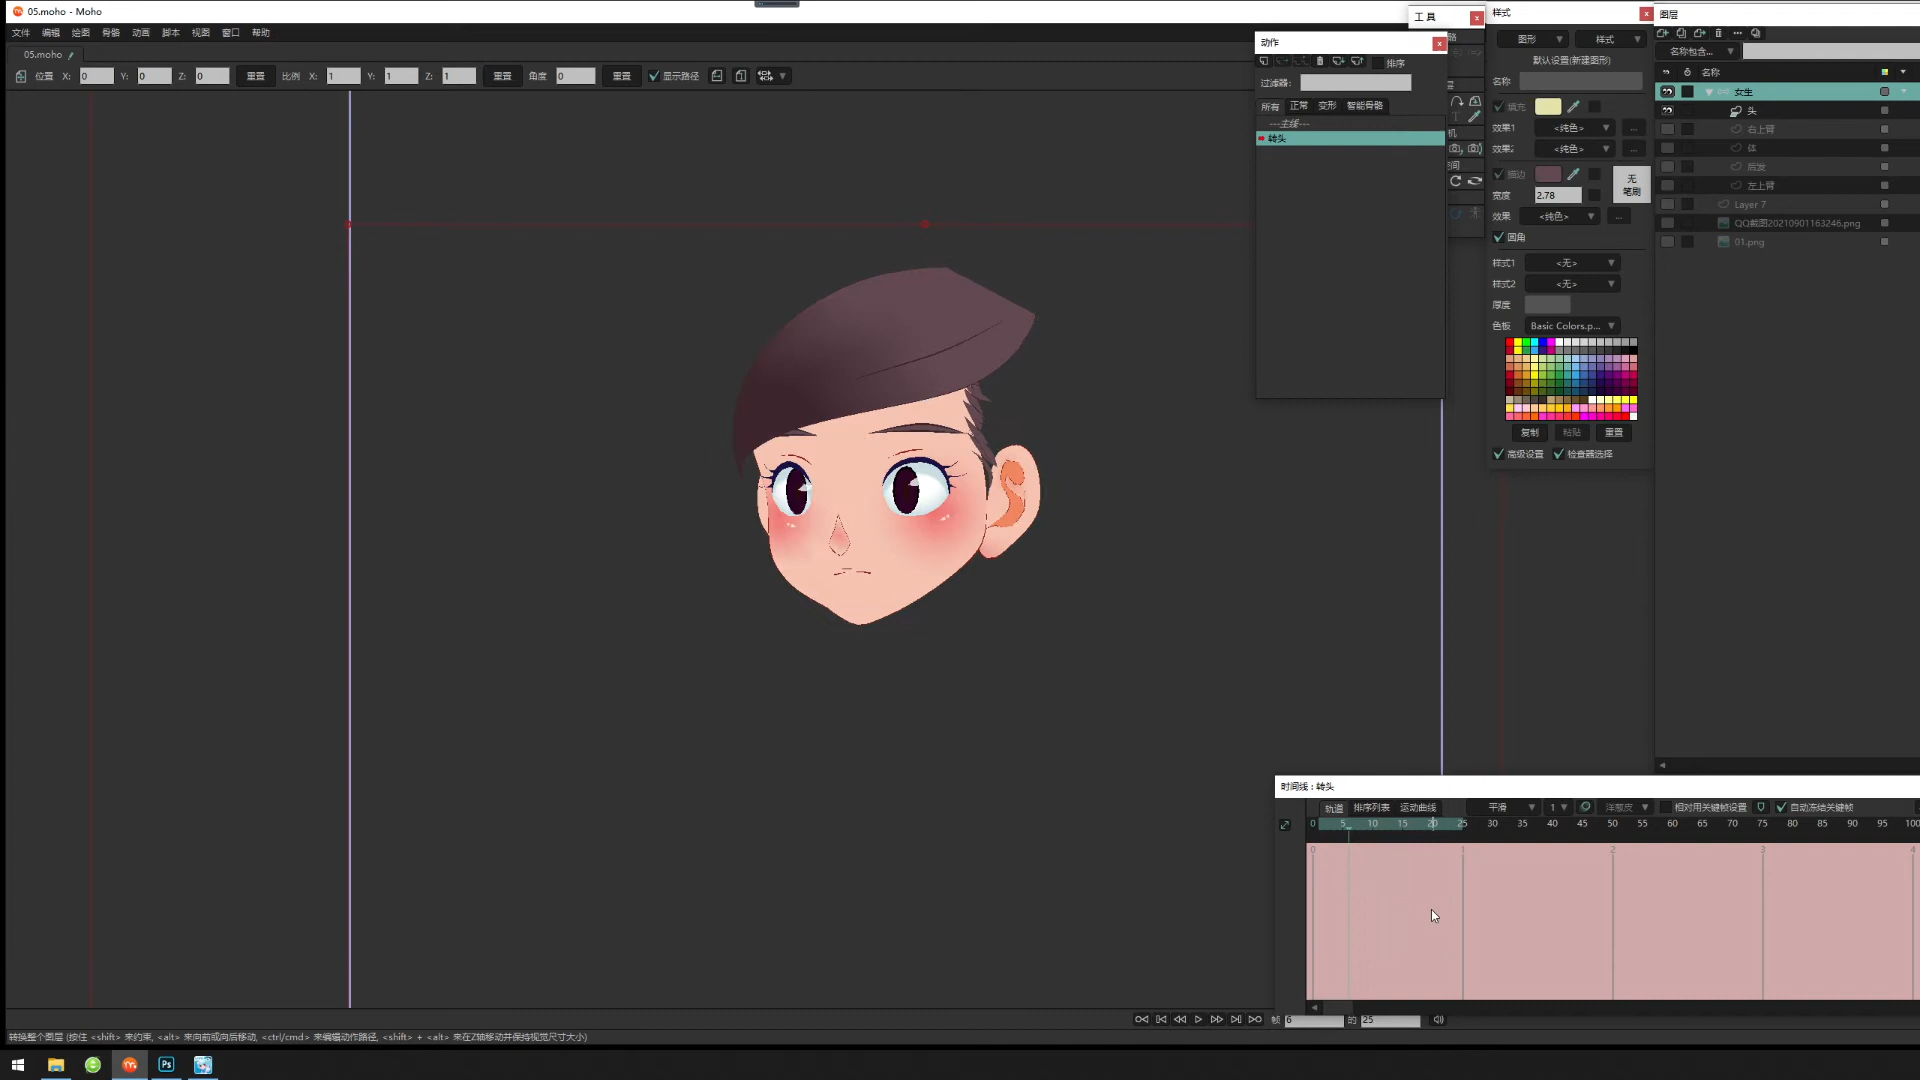 05.moho - Moho
文件 编辑 绘图 骨骼 动画 脚本 视图 窗口 帮助
05.moho
位置 X: 0 Y: 0 Z: 0 重置 比例 X: 1 Y: 1 Z: 1 重置 角度 0 重置 显示路径
工具
动作
排序
过滤器:
所有 正常 变形 智能骨骼
---主线---
转头
样式
图形 样式
默认设置(新建图形)
名称
填充
效果1 <纯色> ...
效果2 <纯色> ...
描边
无
笔刷
宽度 2.78
效果 <纯色> ...
圆角
样式1 <无>
样式2 <无>
厚度
色板 Basic Colors.p...
复制 粘贴 重置
高级设置 检查器选择
图层
名称包含...
名称
女生
头
右上臂
体
后发
左上臂
Layer 7
QQ截图20210901163246.png
01.png
时间线 : 转头
轨道 排序列表 运动曲线 平滑 1 洋葱皮 相对用关键帧设置 自动冻结关键帧
0 5 10 15 20 25 30 35 40 45 50 55 60 65 70 75 80 85 90 95 100
0 1 2 3 4
帧 6 的 25
转换整个图层 (按住 <shift> 来约束, <alt> 来向前或向后移动, <ctrl/cmd> 来编辑动作路径, <shift> + <alt> 来在Z轴移动并保持视觉尺寸大小)
Ps